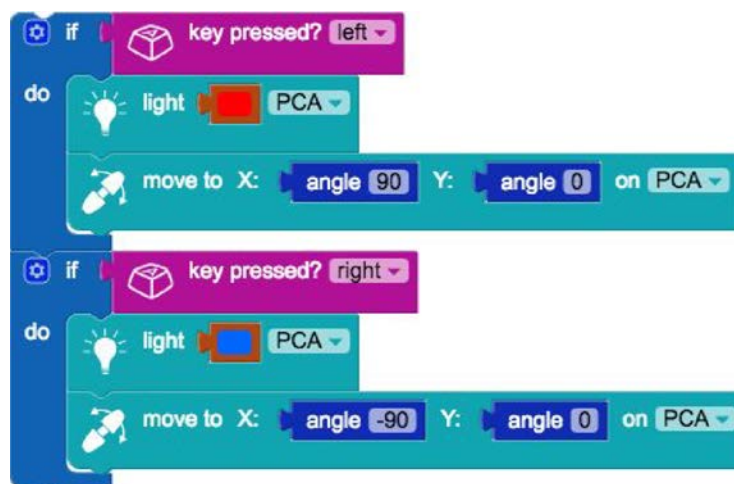 if key pressed? left
do light PCA
move to X: angle 90 Y: angle 0 on PCA
if key pressed? right
do light PCA
move to X: angle -90 Y: angle 0 on PCA